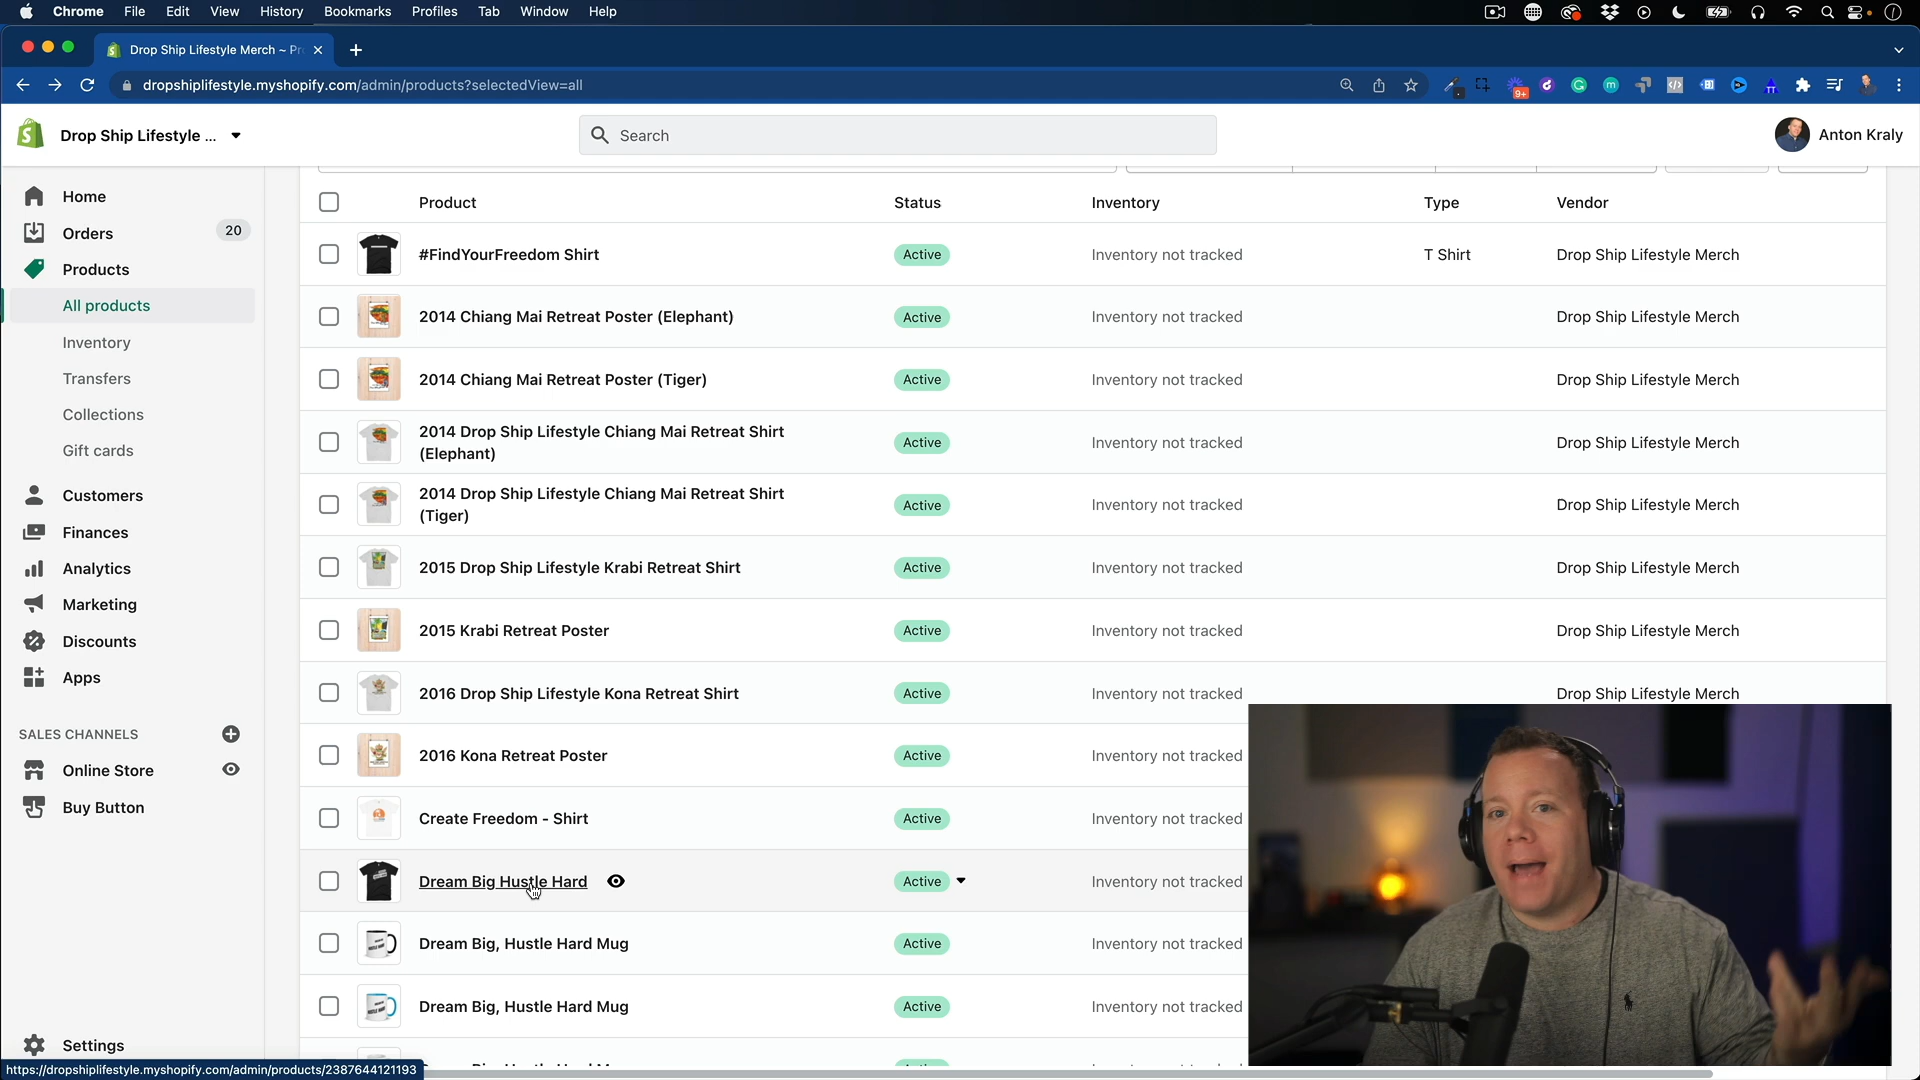 Chrome File Edit View History Bookmarks Profiles Tab Window Help
Drop Ship Lifestyle Merch ~ Pr
dropshiplifestyle.myshopify.com/admin/products?selectedView=all
9+
Drop Ship Lifestyle ...
Search
Anton Kraly
Home
Orders 20
Products
All products
Inventory
Transfers
Collections
Gift cards
Customers
Finances
Analytics
Marketing
Discounts
Apps
SALES CHANNELS
Online Store
Buy Button
Settings
Product Status Inventory Type Vendor
#FindYourFreedom Shirt Active Inventory not tracked T Shirt Drop Ship Lifestyle Merch
2014 Chiang Mai Retreat Poster (Elephant) Active Inventory not tracked Drop Ship Lifestyle Merch
2014 Chiang Mai Retreat Poster (Tiger) Active Inventory not tracked Drop Ship Lifestyle Merch
2014 Drop Ship Lifestyle Chiang Mai Retreat Shirt
(Elephant) Active Inventory not tracked Drop Ship Lifestyle Merch
2014 Drop Ship Lifestyle Chiang Mai Retreat Shirt
(Tiger) Active Inventory not tracked Drop Ship Lifestyle Merch
2015 Drop Ship Lifestyle Krabi Retreat Shirt Active Inventory not tracked Drop Ship Lifestyle Merch
2015 Krabi Retreat Poster Active Inventory not tracked Drop Ship Lifestyle Merch
2016 Drop Ship Lifestyle Kona Retreat Shirt Active Inventory not tracked Drop Ship Lifestyle Merch
2016 Kona Retreat Poster Active Inventory not tracked
Create Freedom - Shirt Active Inventory not tracked
Dream Big Hustle Hard Active Inventory not tracked
Dream Big, Hustle Hard Mug Active Inventory not tracked
Dream Big, Hustle Hard Mug Active Inventory not tracked
https://dropshiplifestyle.myshopify.com/admin/products/2387644121193